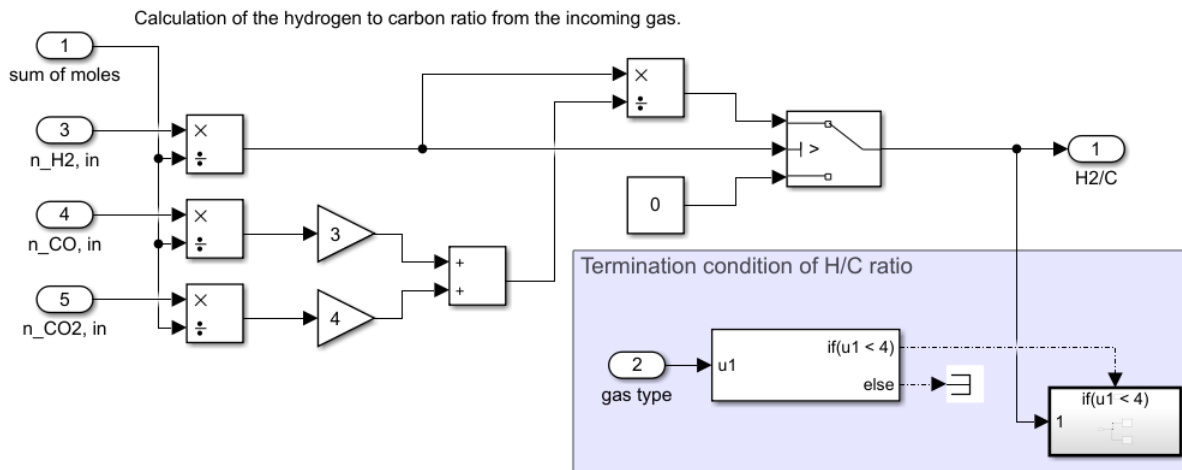 Calculation of the hydrogen to carbon ratio from the incoming gas.
1
sum of moles
×
÷
3
n_H2, in
×
÷
>
1
H2/C
0
4
n_CO, in
×
÷
3
+
+
5
n_CO2, in
×
÷
4
Termination condition of H/C ratio
2
gas type
u1
if(u1 < 4)
else
if(u1 < 4)
1